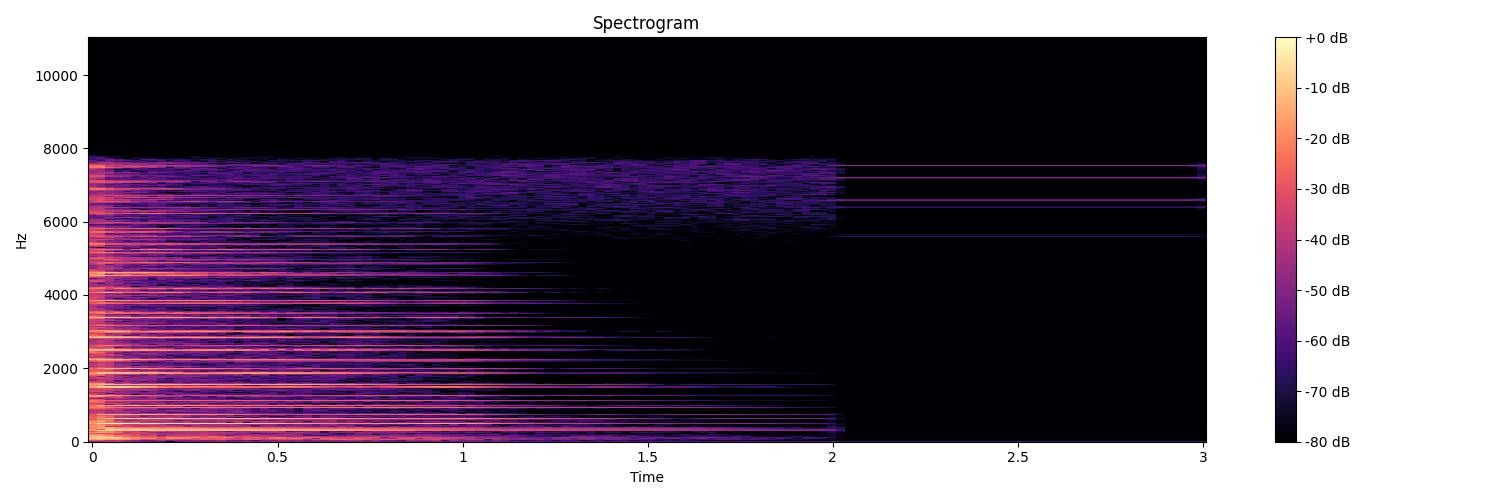 Spectrogram
Hz
10000
8000
6000
4000
2000
0
0
0.5
1
1.5
2
2.5
3
Time
+0 dB
-10 dB
-20 dB
-30 dB
-40 dB
-50 dB
-60 dB
-70 dB
-80 dB